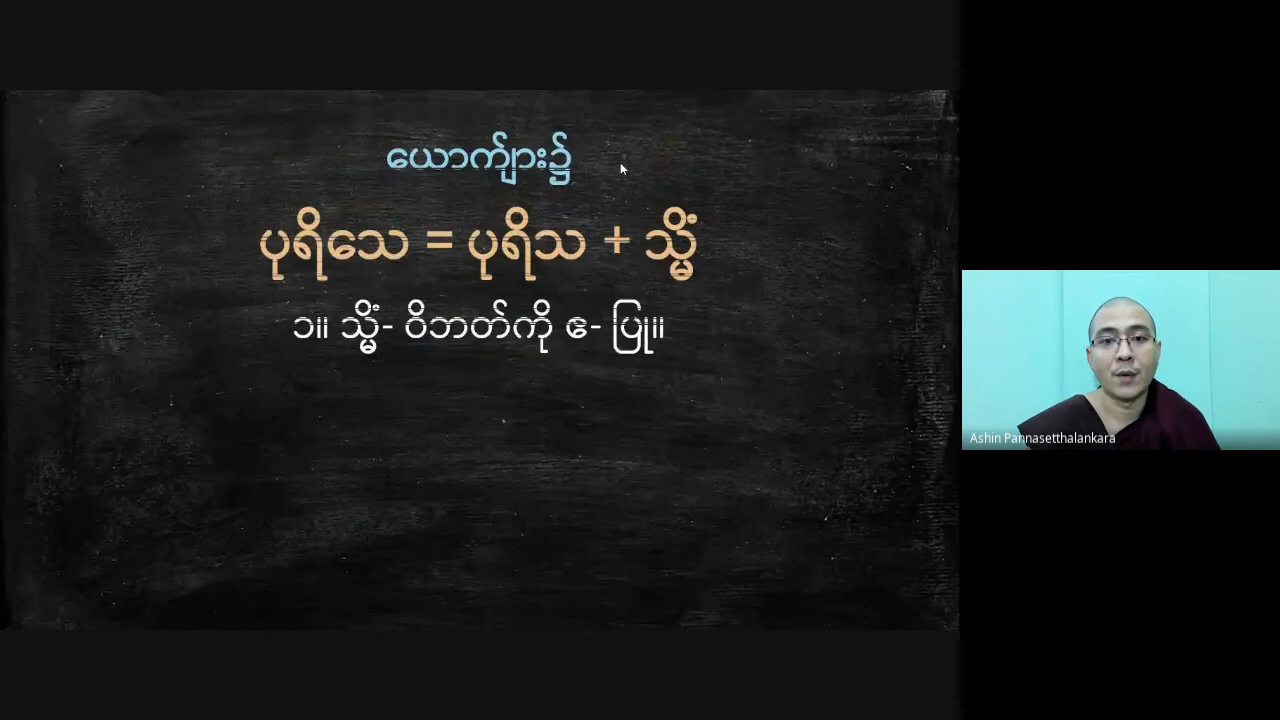 ယောက်ျား၌
ပုရိသေ = ပုရိသ + သ္မိံ
၁။ သ္မိံ- ဝိဘတ်ကို ဧ- ပြု။
Ashin Pannasetthalankara